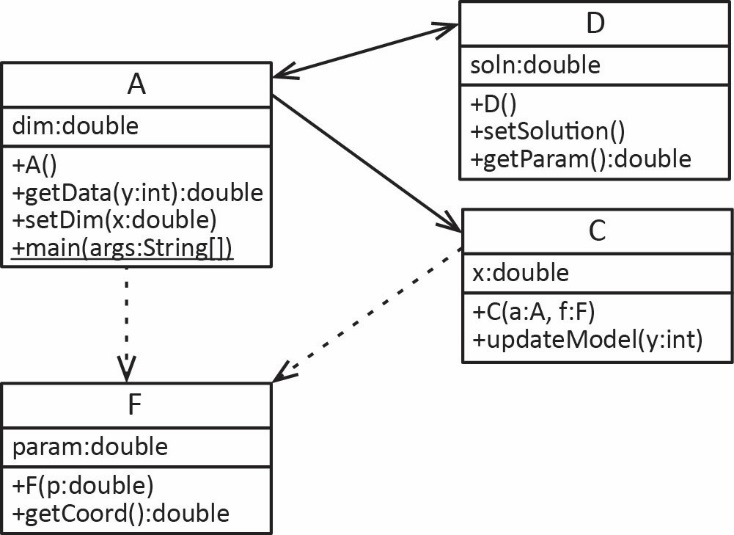 A
dim:double
+A()
+getData(y:int):double
+setDim(x:double)
+main(args:String[])
D
soln:double
+D()
+setSolution()
+getParam():double
C
x:double
+C(a:A, f:F)
+updateModel(y:int)
F
param:double
+F(p:double)
+getCoord():double